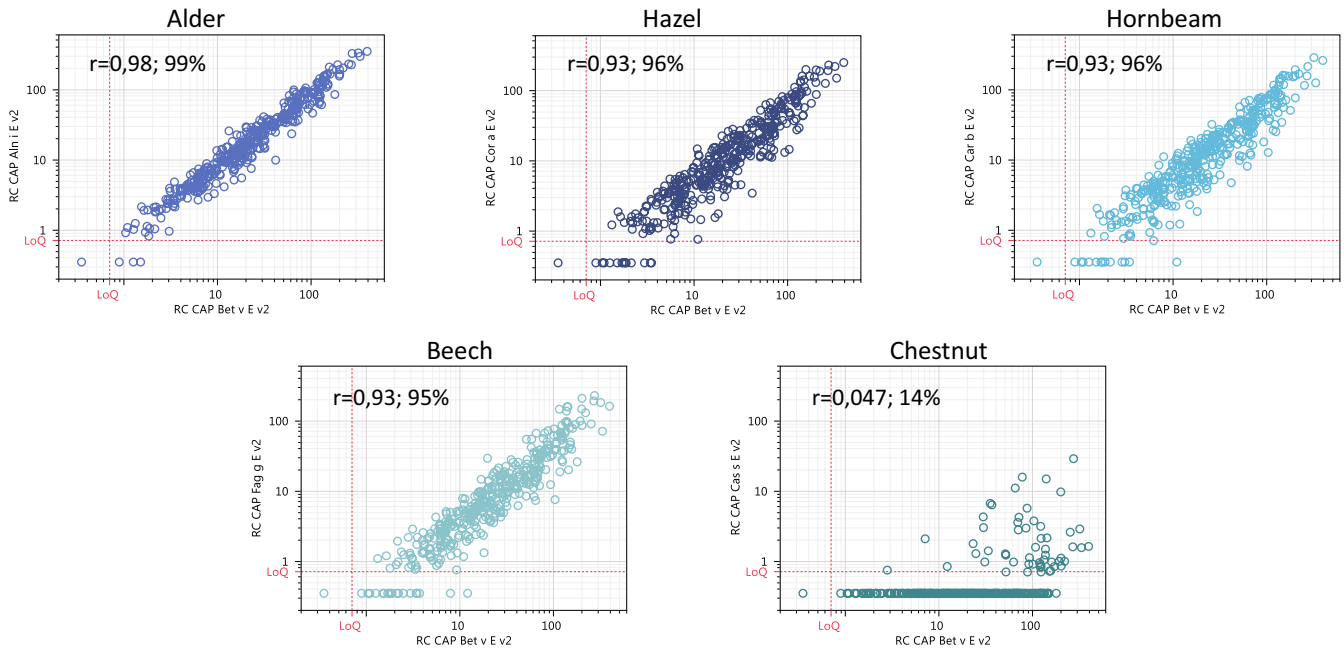 Alder
r=0,98; 99%
RC CAP Aln i E v2
100
10
1
LoQ
LoQ
10
100
RC CAP Bet v E v2
Hazel
r=0,93; 96%
RC CAP Cor a E v2
100
10
1
LoQ
LoQ
10
100
RC CAP Bet v E v2
Hornbeam
r=0,93; 96%
RC CAP Car b E v2
100
10
1
LoQ
LoQ
10
100
RC CAP Bet v E v2
Beech
r=0,93; 95%
RC CAP Fag g E v2
100
10
1
LoQ
LoQ
10
100
RC CAP Bet v E v2
Chestnut
r=0,047; 14%
RC CAP Cas s E v2
100
10
1
LoQ
LoQ
10
100
RC CAP Bet v E v2